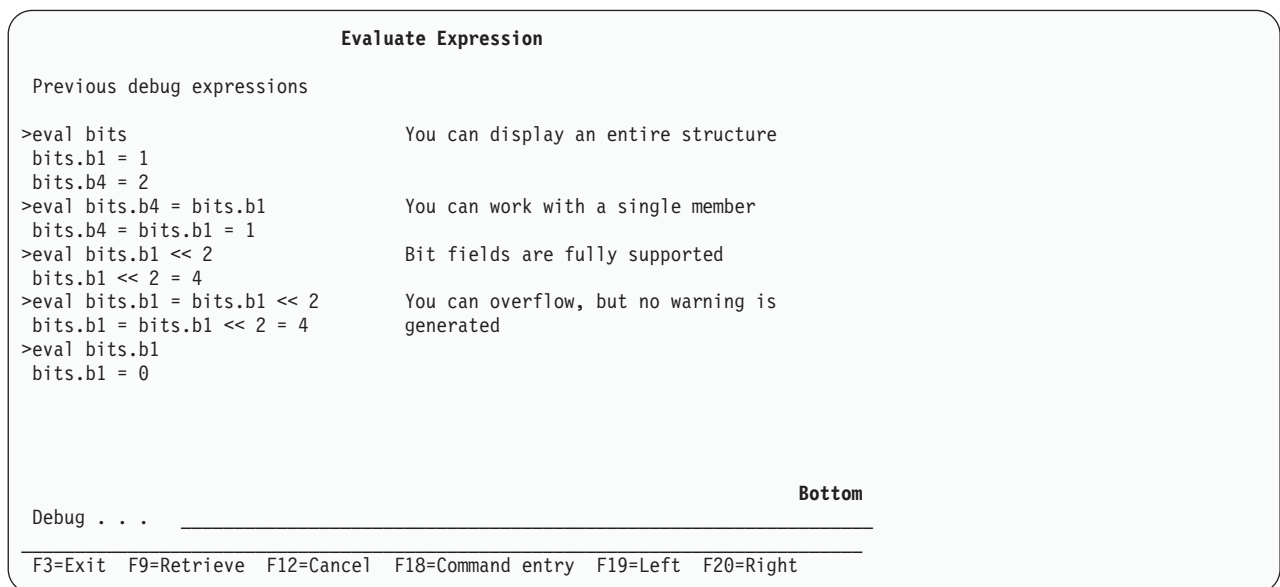 Evaluate Expression
Previous debug expressions
>eval bits                          You can display an entire structure
 bits.b1 = 1
 bits.b4 = 2
>eval bits.b4 = bits.b1             You can work with a single member
 bits.b4 = bits.b1 = 1
>eval bits.b1 << 2                  Bit fields are fully supported
 bits.b1 << 2 = 4
>eval bits.b1 = bits.b1 << 2        You can overflow, but no warning is
 bits.b1 = bits.b1 << 2 = 4         generated
>eval bits.b1
 bits.b1 = 0
Bottom
Debug . . .
F3=Exit  F9=Retrieve  F12=Cancel  F18=Command entry  F19=Left  F20=Right